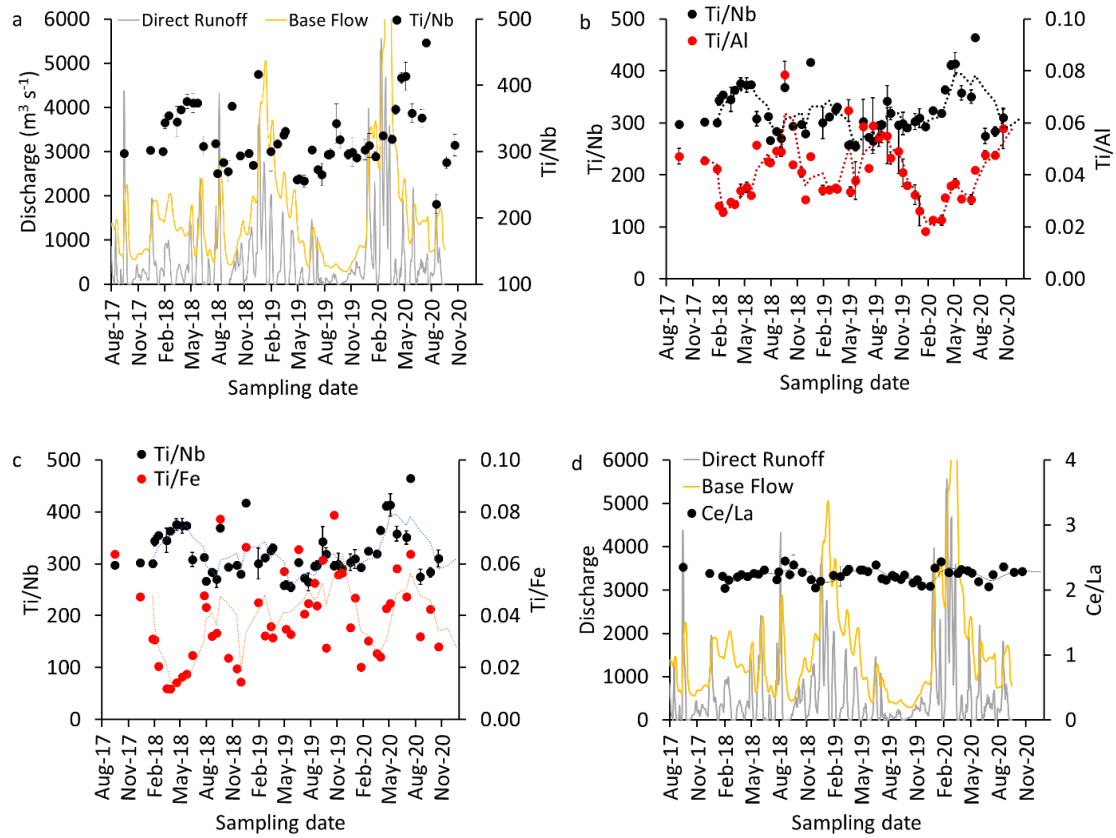 a
Direct Runoff
Base Flow
Ti/Nb
Discharge (m³ s⁻¹)
6000
5000
4000
3000
2000
1000
0
500
400
300
200
100
Ti/Nb
Aug-17
Nov-17
Feb-18
May-18
Aug-18
Nov-18
Feb-19
May-19
Aug-19
Nov-19
Feb-20
May-20
Aug-20
Nov-20
Sampling date
b
Ti/Nb
Ti/Al
Ti/Nb
500
400
300
200
100
0
0.10
0.08
0.06
0.04
0.02
0.00
Ti/Al
Aug-17
Nov-17
Feb-18
May-18
Aug-18
Nov-18
Feb-19
May-19
Aug-19
Nov-19
Feb-20
May-20
Aug-20
Nov-20
Sampling date
c
Ti/Nb
Ti/Fe
Ti/Nb
500
400
300
200
100
0
0.10
0.08
0.06
0.04
0.02
0.00
Ti/Fe
Aug-17
Nov-17
Feb-18
May-18
Aug-18
Nov-18
Feb-19
May-19
Aug-19
Nov-19
Feb-20
May-20
Aug-20
Nov-20
Sampling date
d
Direct Runoff
Base Flow
Ce/La
Discharge
6000
5000
4000
3000
2000
1000
0
4
3
2
1
0
Ce/La
Aug-17
Nov-17
Feb-18
May-18
Aug-18
Nov-18
Feb-19
May-19
Aug-19
Nov-19
Feb-20
May-20
Aug-20
Nov-20
Sampling date